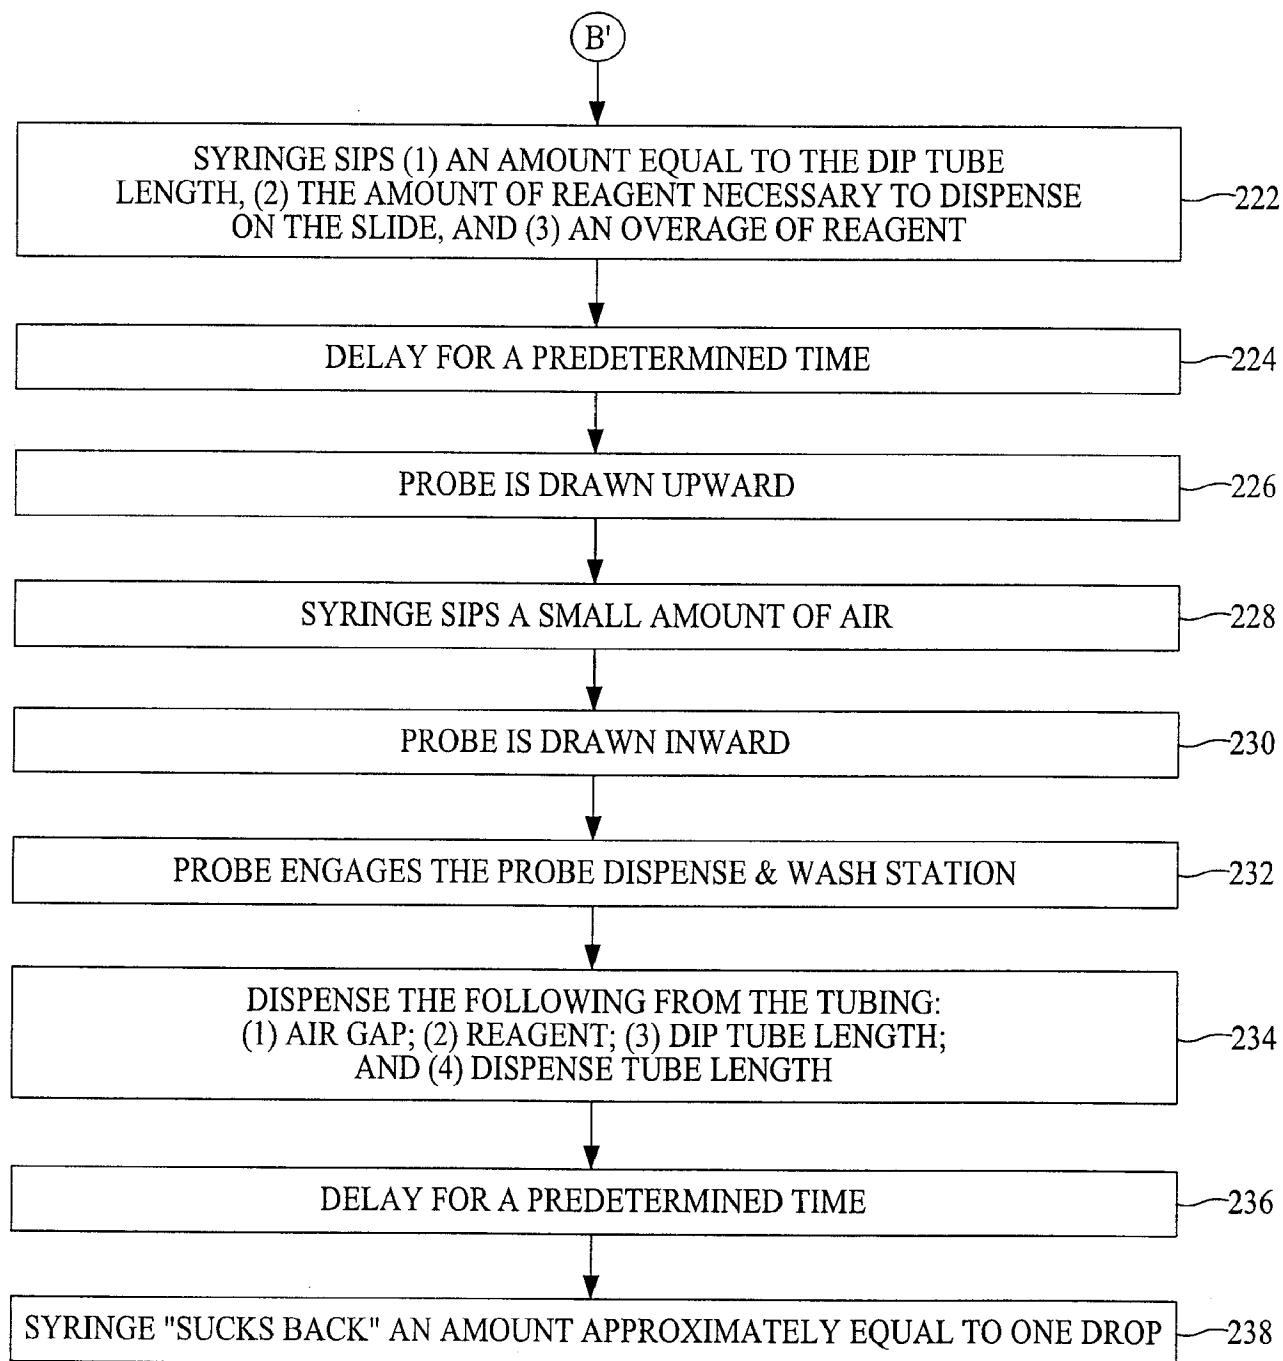 B'
SYRINGE SIPS (1) AN AMOUNT EQUAL TO THE DIP TUBE
LENGTH, (2) THE AMOUNT OF REAGENT NECESSARY TO DISPENSE
ON THE SLIDE, AND (3) AN OVERAGE OF REAGENT
222
DELAY FOR A PREDETERMINED TIME
224
PROBE IS DRAWN UPWARD
226
SYRINGE SIPS A SMALL AMOUNT OF AIR
228
PROBE IS DRAWN INWARD
230
PROBE ENGAGES THE PROBE DISPENSE & WASH STATION
232
DISPENSE THE FOLLOWING FROM THE TUBING:
(1) AIR GAP; (2) REAGENT; (3) DIP TUBE LENGTH;
AND (4) DISPENSE TUBE LENGTH
234
DELAY FOR A PREDETERMINED TIME
236
SYRINGE "SUCKS BACK" AN AMOUNT APPROXIMATELY EQUAL TO ONE DROP
238